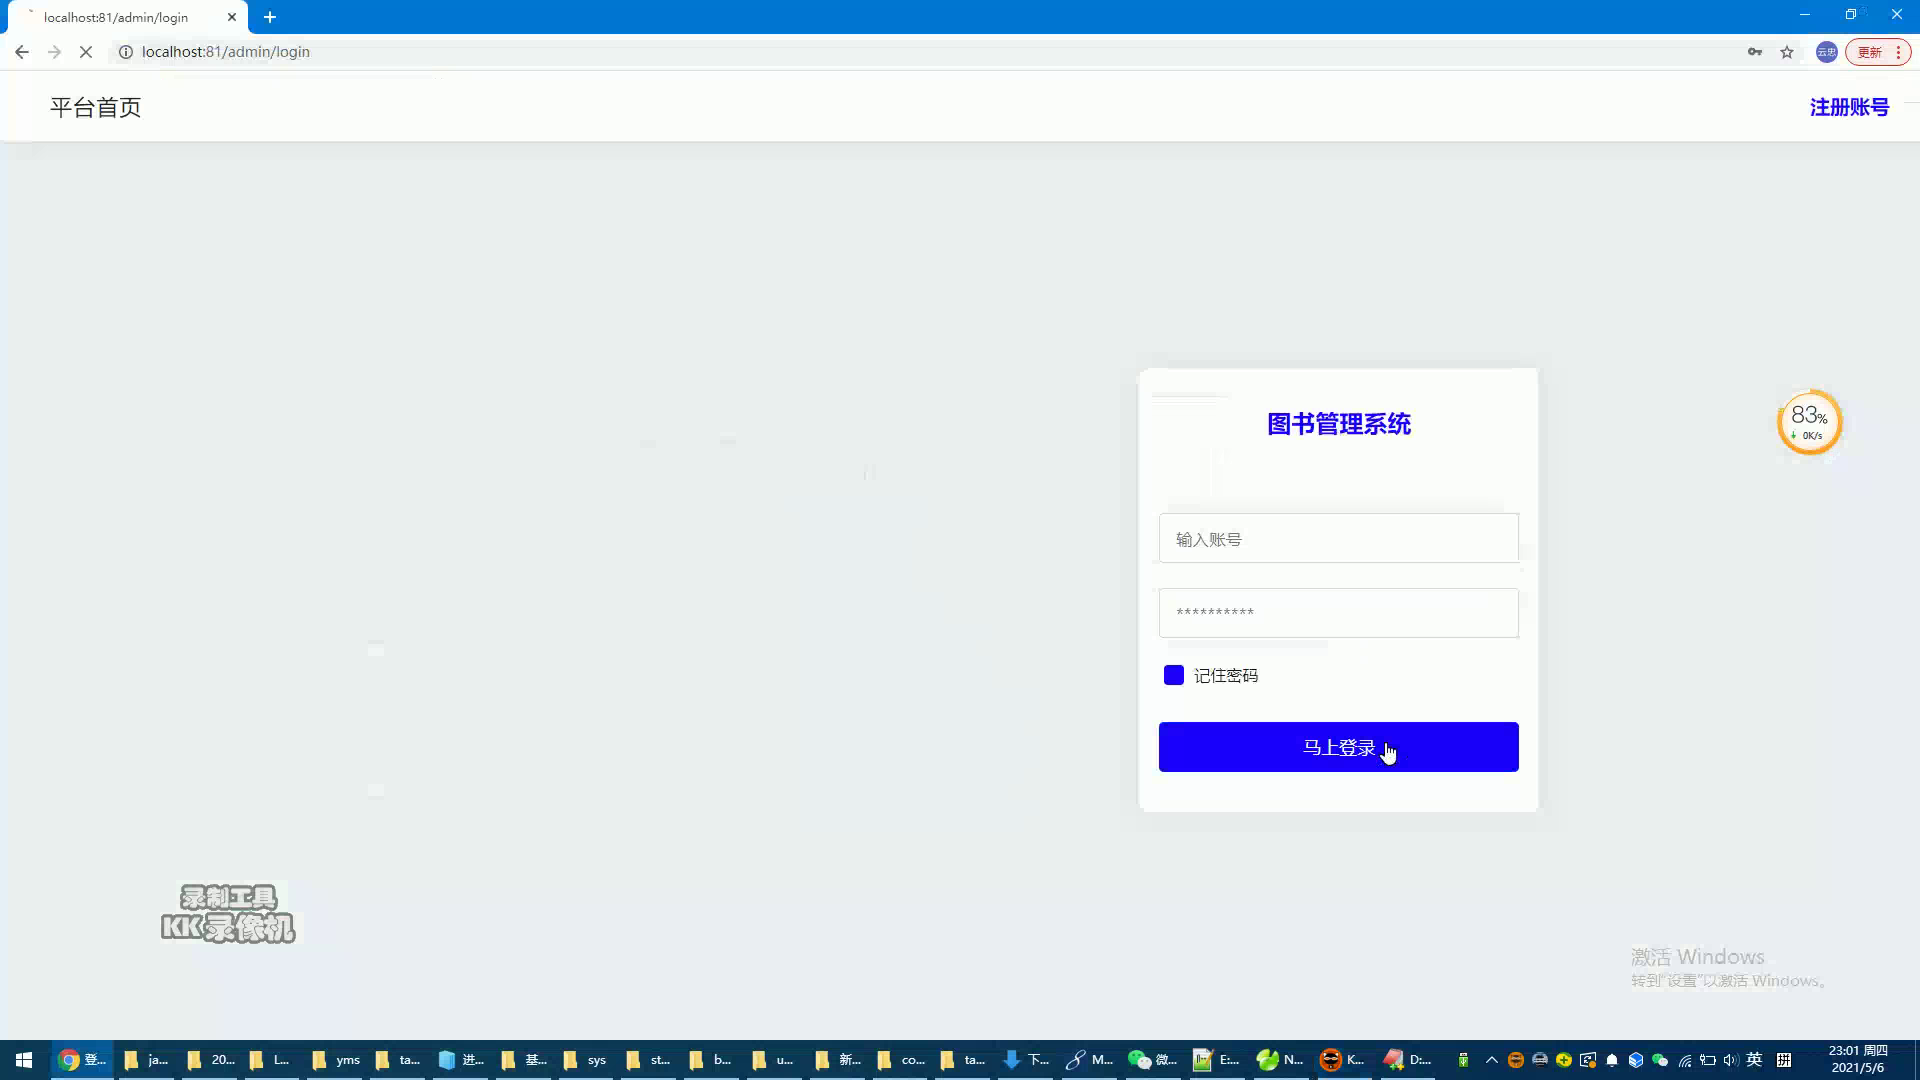 localhost:81/admin/login
localhost:81/admin/login
云忠
更新
平台首页
注册账号
图书管理系统
83%
0K/s
输入账号
**********
记住密码
马上登录
录制工具
KK录像机
激活 Windows
转到"设置"以激活 Windows。
登...
ja...
20...
L...
yms
ta...
进...
基...
sys
st...
b...
u...
新...
co...
ta...
下...
M...
微...
E:...
N...
K...
D:...
英
拼
23:01 周四
2021/5/6